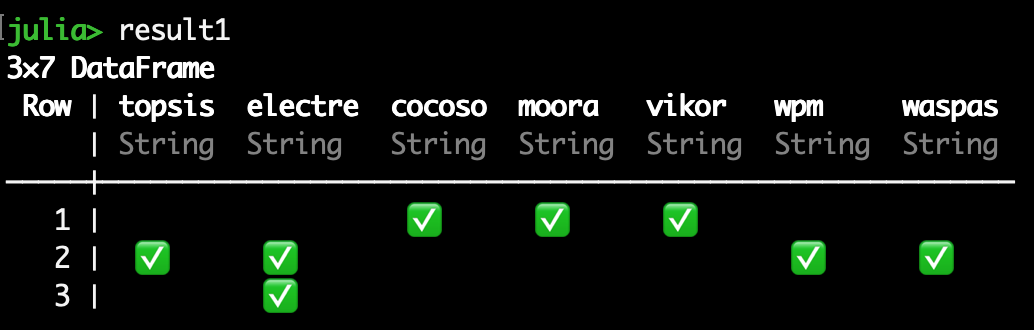 julia> result1
3×7 DataFrame
Row │ topsis electre cocoso moora vikor wpm waspas
│ String String String String String String String
1 │ ✅ ✅ ✅
2 │ ✅ ✅ ✅ ✅
3 │ ✅